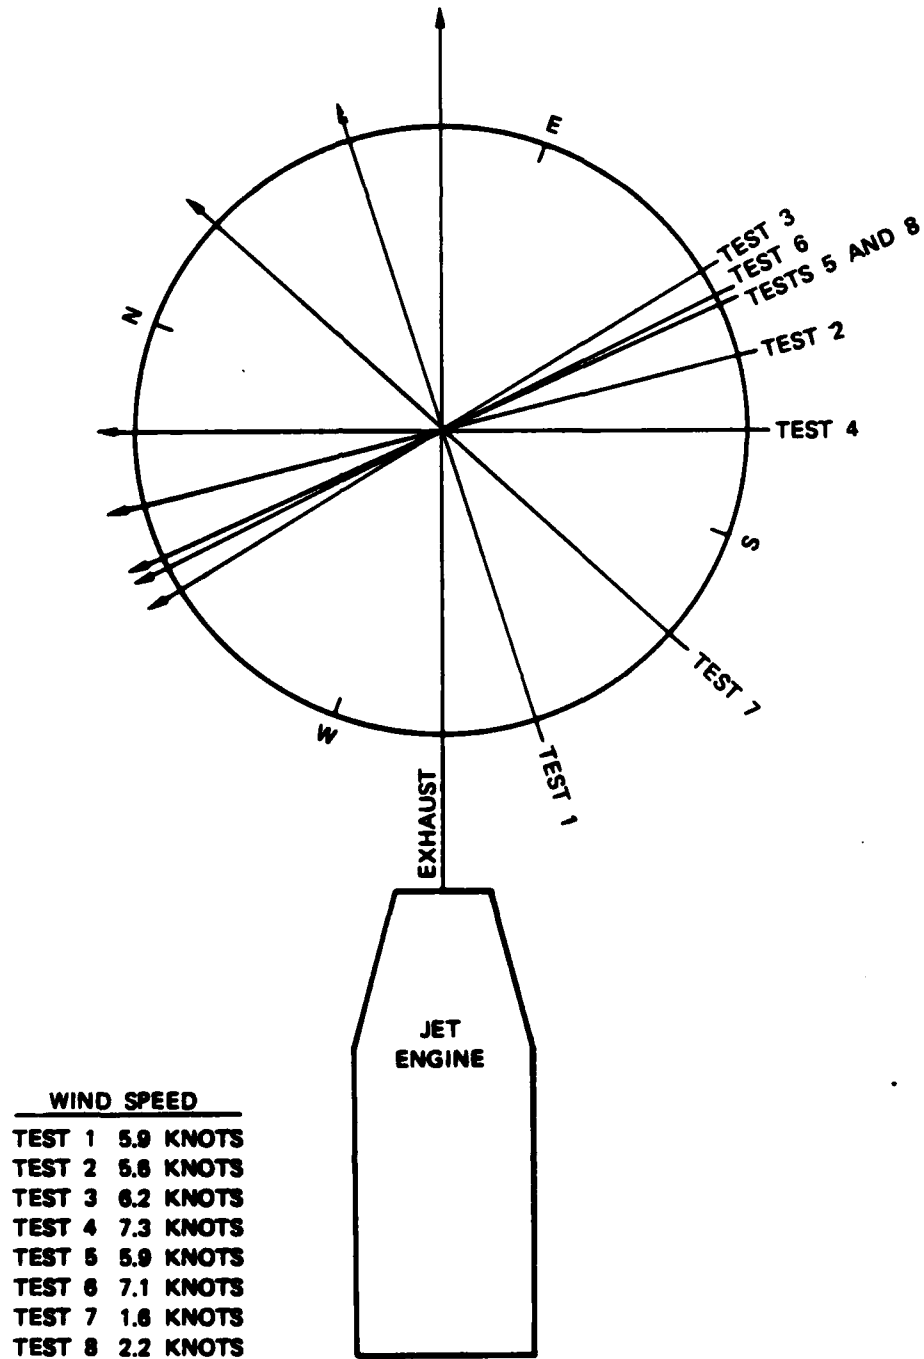 E
TEST 3
TEST 6
TESTS 5 AND 8
N
TEST 2
TEST 4
S
TEST 7
W
TEST 1
EXHAUST
JET
ENGINE
WIND SPEED
TEST 1 5.9 KNOTS
TEST 2 5.6 KNOTS
TEST 3 6.2 KNOTS
TEST 4 7.3 KNOTS
TEST 5 5.9 KNOTS
TEST 6 7.1 KNOTS
TEST 7 1.6 KNOTS
TEST 8 2.2 KNOTS